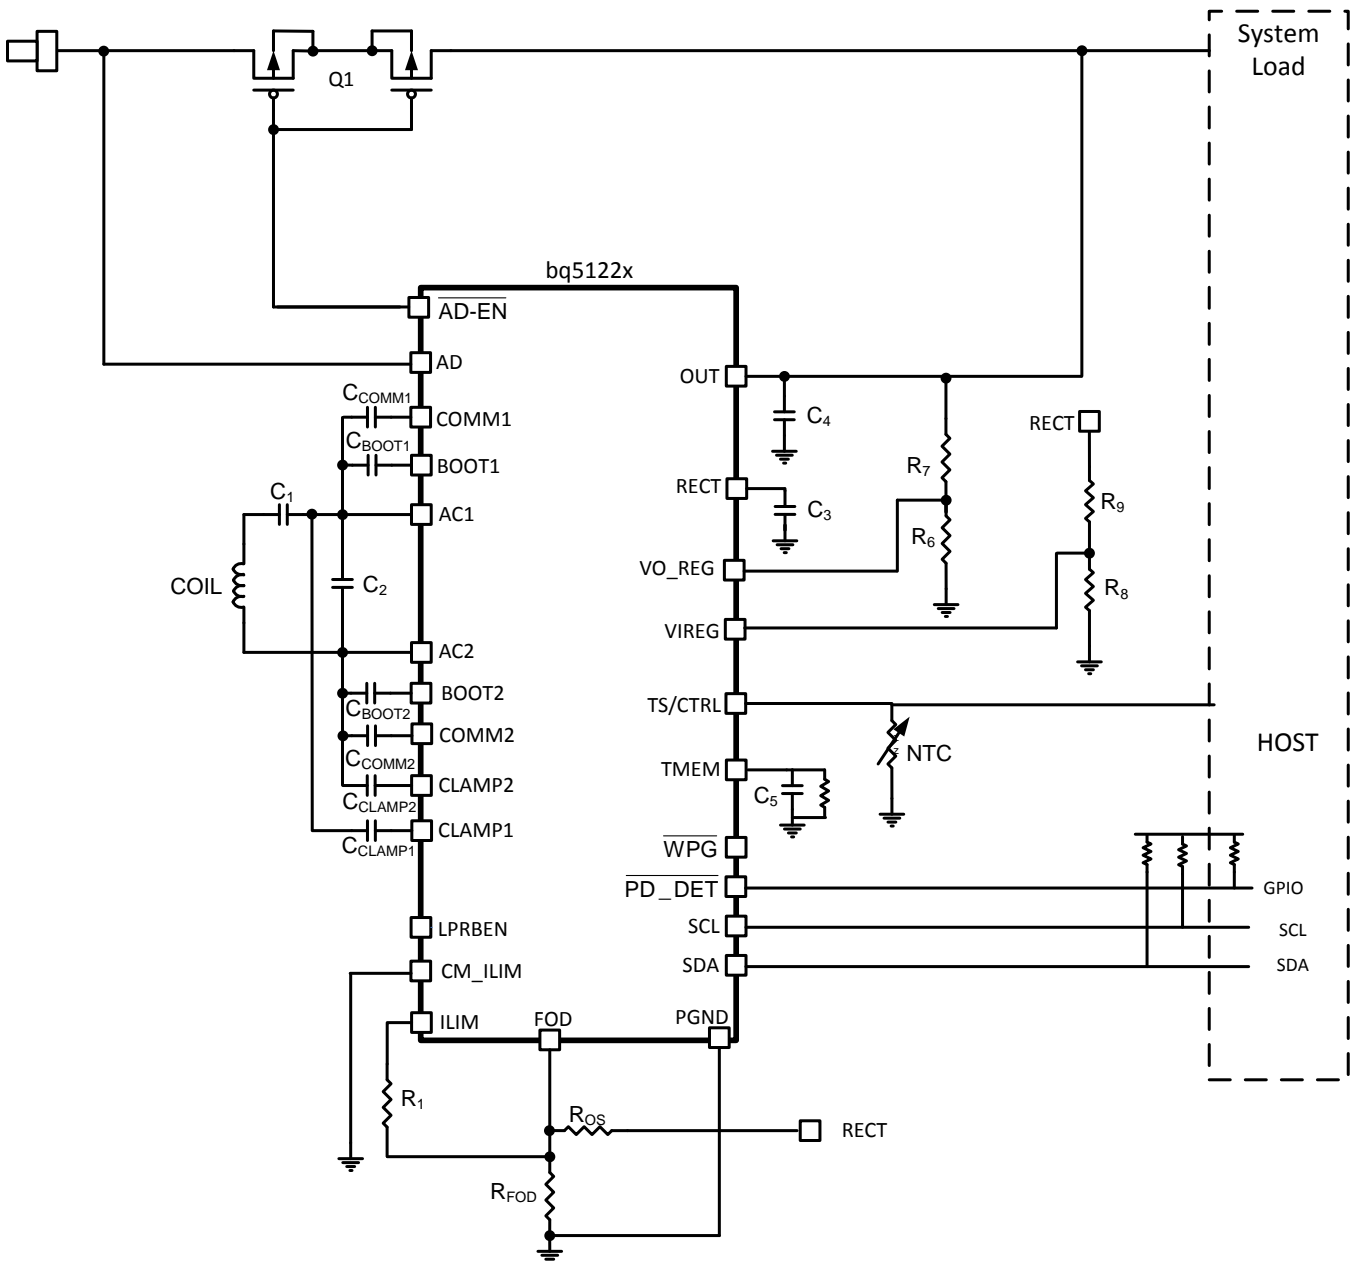 System
Load
Q1
bq5122x
AD-EN
AD
OUT
CCOMM1
COMM1
C4
RECT
CBOOT1
BOOT1
R7
RECT
C1
AC1
C3
R9
R6
VO_REG
COIL
C2
R8
VIREG
AC2
BOOT2
TS/CTRL
CBOOT2
COMM2
HOST
NTC
CCOMM2
TMEM
CLAMP2
C5
CCLAMP2
CLAMP1
CCLAMP1
WPG
PD_DET
GPIO
LPRBEN
SCL
SCL
SDA
SDA
CM_ILIM
ILIM
FOD
PGND
R1
ROS
RECT
RFOD